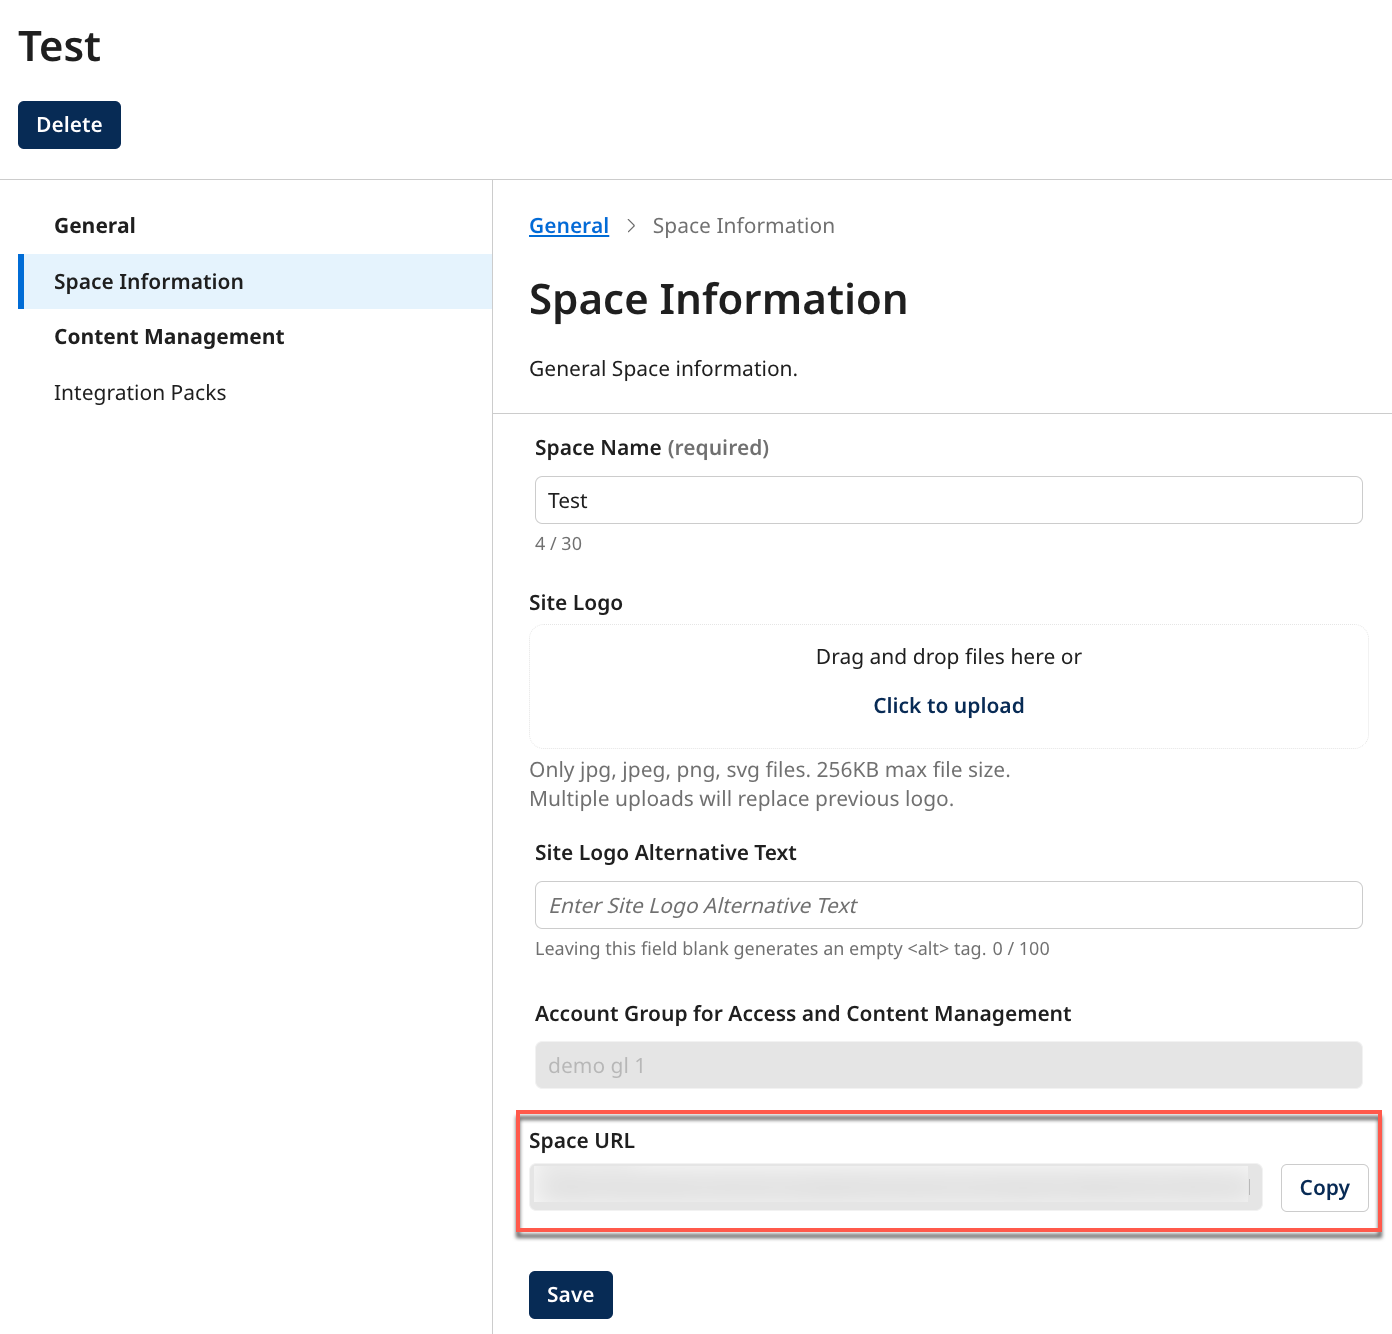 Test
Delete
General
Space Information
Content Management
Integration Packs
General > Space Information
Space Information
General Space information.
Space Name (required)
Test
4 / 30
Site Logo
Drag and drop files here or
Click to upload
Only jpg, jpeg, png, svg files. 256KB max file size.
Multiple uploads will replace previous logo.
Site Logo Alternative Text
Enter Site Logo Alternative Text
Leaving this field blank generates an empty <alt> tag. 0 / 100
Account Group for Access and Content Management
demo gl 1
Space URL
Copy
Save